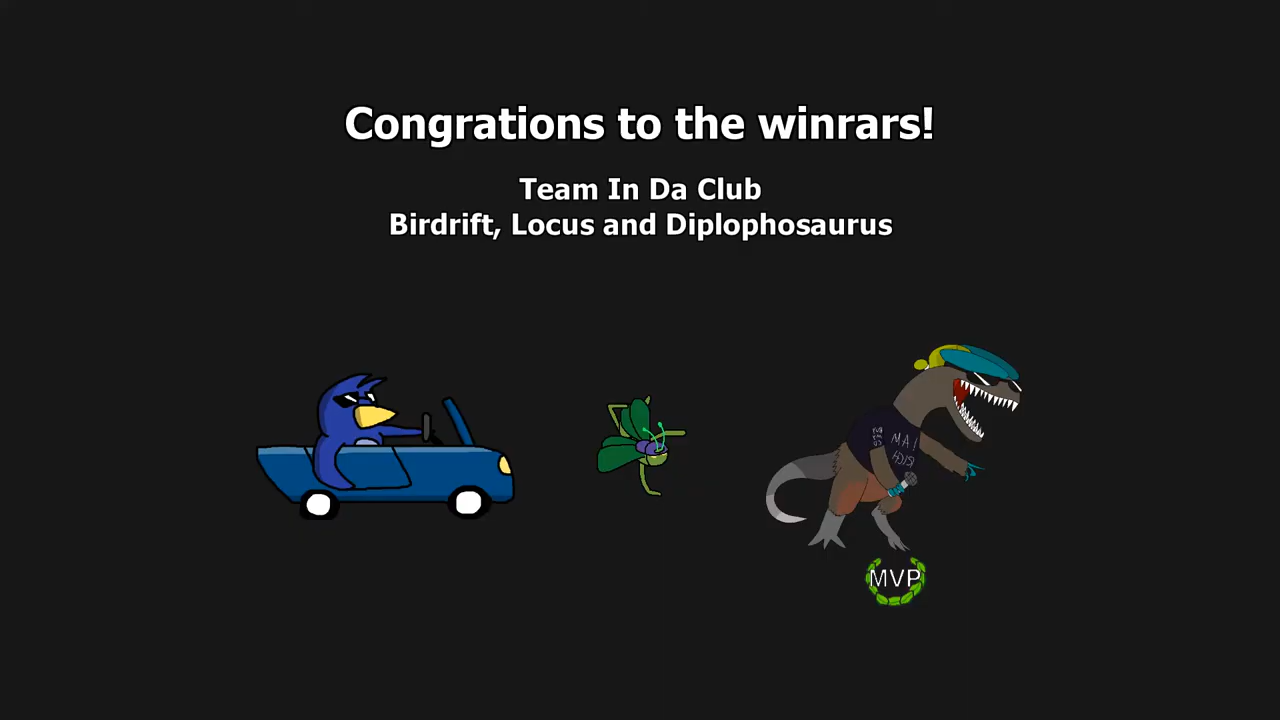 Congrations to the winrars!
Team In Da Club
Birdrift, Locus and Diplophosaurus
MVP